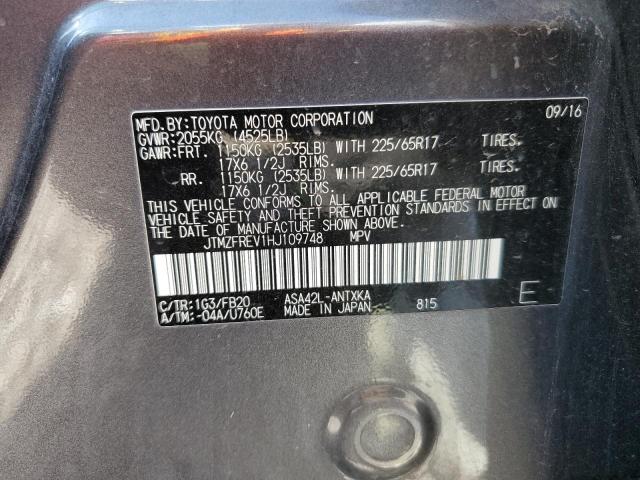 MFD.BY:TOYOTA MOTOR CORPORATION 09/16
GVWR:2055KG (4525LB)
GAWR:FRT. 1150KG (2535LB) WITH 225/65R17 TIRES.
17X6 1/2J RIMS.
RR. 1150KG (2535LB) WITH 225/65R17 TIRES.
17X6 1/2J RIMS.
THIS VEHICLE CONFORMS TO ALL APPLICABLE FEDERAL MOTOR
VEHICLE SAFETY AND THEFT PREVENTION STANDARDS IN EFFECT ON
THE DATE OF MANUFACTURE SHOWN ABOVE.
JTMZFREV1HJ109748 MPV
C/TR:1G3/FB20 ASA42L-ANTXKA 815 E
A/TM:-04A/U760E MADE IN JAPAN